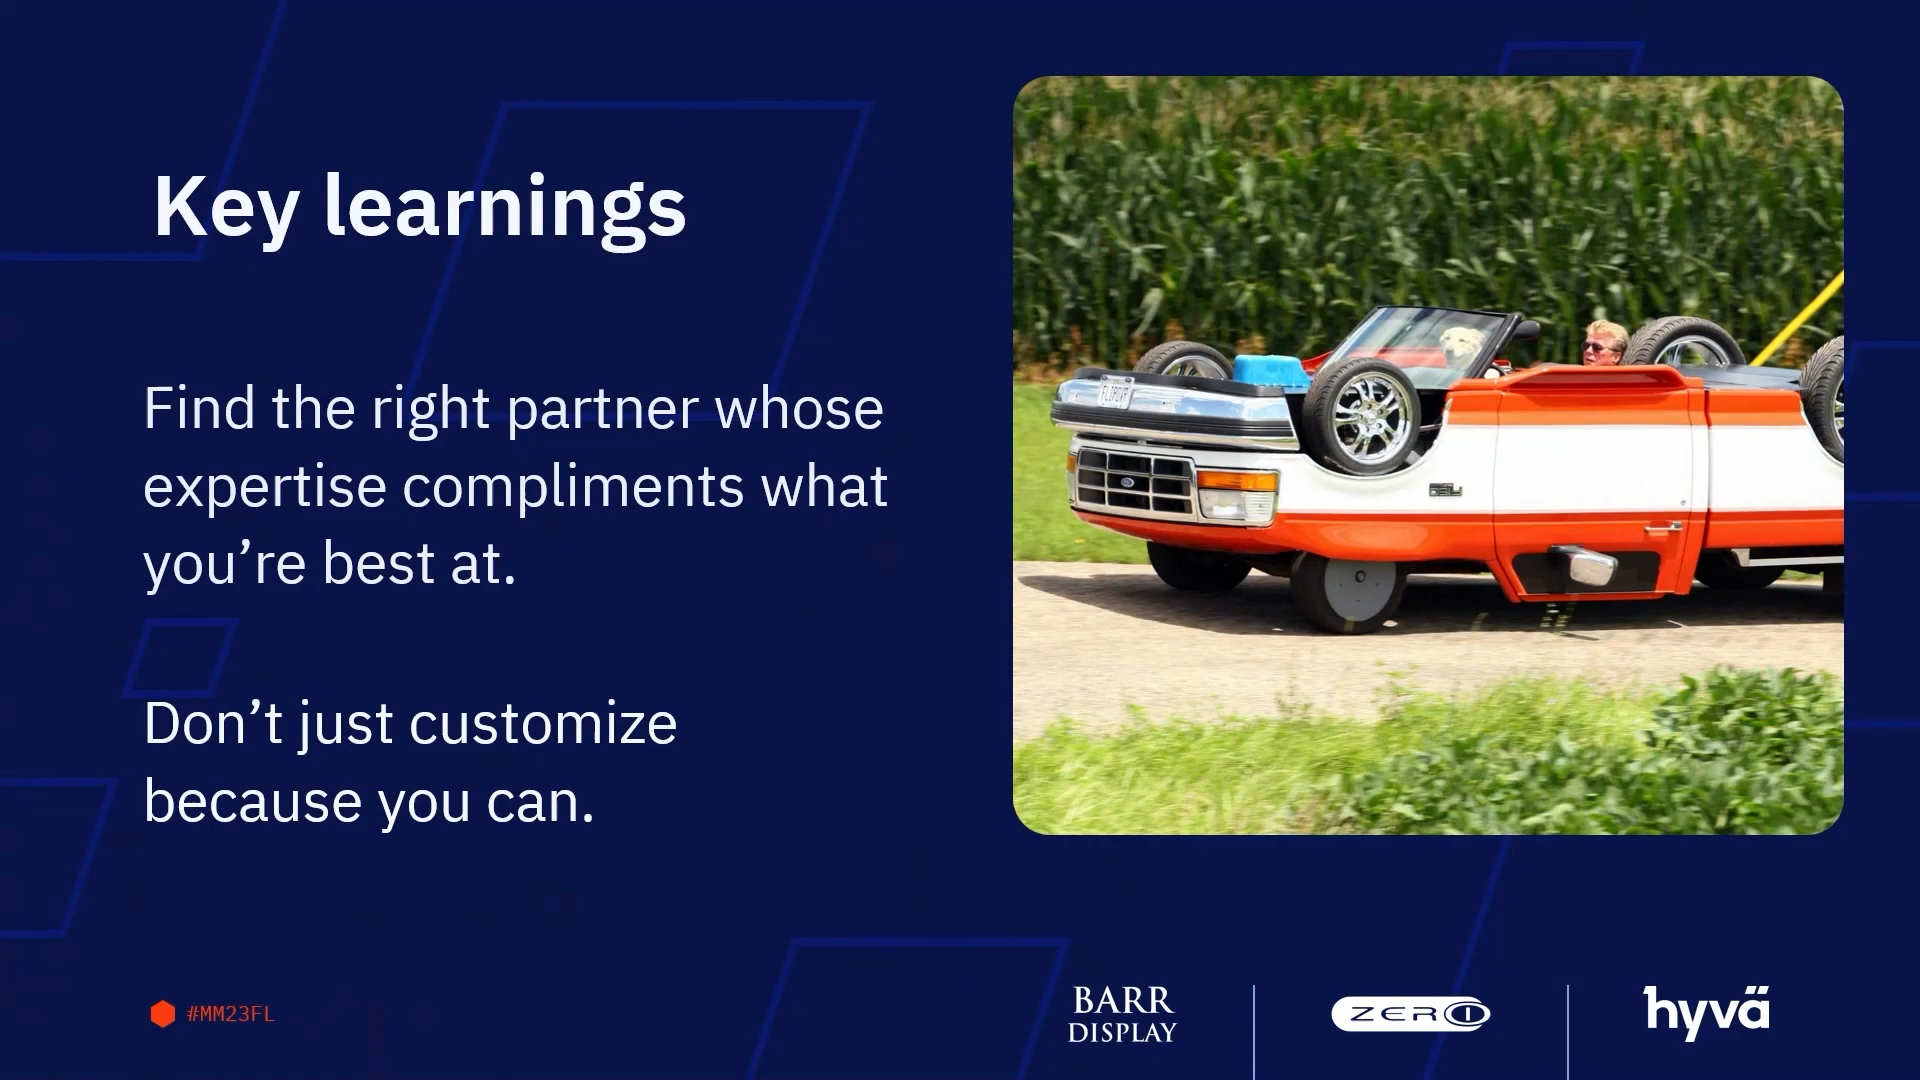 Key learnings
Find the right partner whose
expertise compliments what
you’re best at.
Don’t just customize
because you can.
#MM23FL
BARR
DISPLAY
ZERO1
hyvä